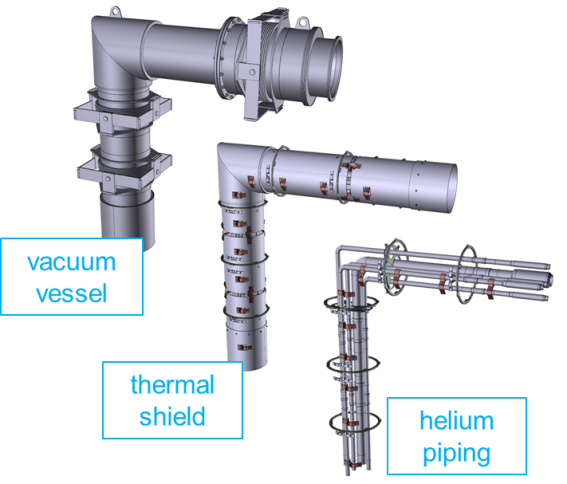 vacuum
vessel
thermal
shield
helium
piping